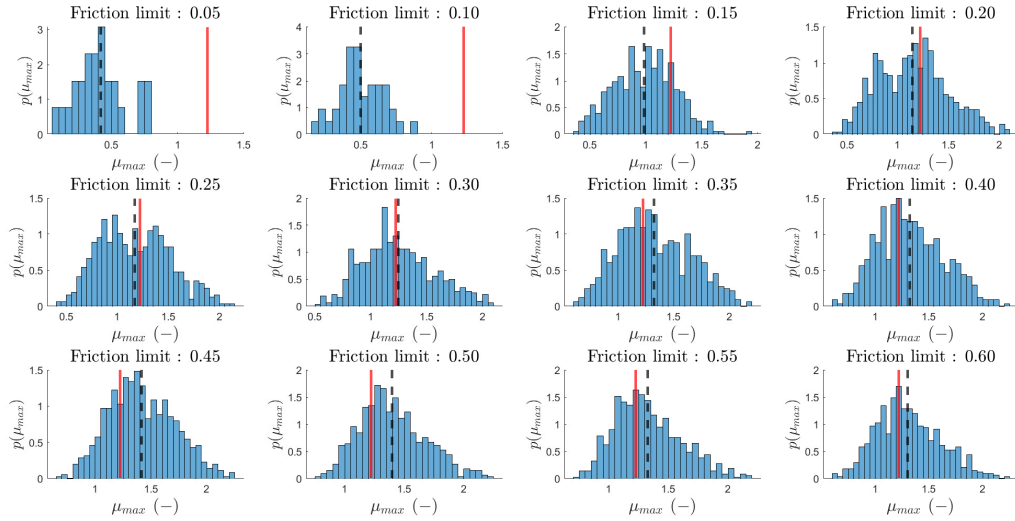 Friction limit : 0.05
3
2
1
0
p(μmax)
0.5
1
1.5
μmax (−)
Friction limit : 0.10
4
3
2
1
0
p(μmax)
0.5
1
1.5
μmax (−)
Friction limit : 0.15
2
1.5
1
0.5
0
p(μmax)
0.5
1
1.5
2
μmax (−)
Friction limit : 0.20
1.5
1
0.5
0
p(μmax)
0.5
1
1.5
2
μmax (−)
Friction limit : 0.25
1.5
1
0.5
0
p(μmax)
0.5
1
1.5
2
μmax (−)
Friction limit : 0.30
2
1.5
1
0.5
0
p(μmax)
0.5
1
1.5
2
μmax (−)
Friction limit : 0.35
1.5
1
0.5
0
p(μmax)
1
1.5
2
μmax (−)
Friction limit : 0.40
1.5
1
0.5
0
p(μmax)
1
1.5
2
μmax (−)
Friction limit : 0.45
1.5
1
0.5
0
p(μmax)
1
1.5
2
μmax (−)
Friction limit : 0.50
2
1.5
1
0.5
0
p(μmax)
1
1.5
2
μmax (−)
Friction limit : 0.55
2
1.5
1
0.5
0
p(μmax)
1
1.5
2
μmax (−)
Friction limit : 0.60
2
1.5
1
0.5
0
p(μmax)
1
1.5
2
μmax (−)